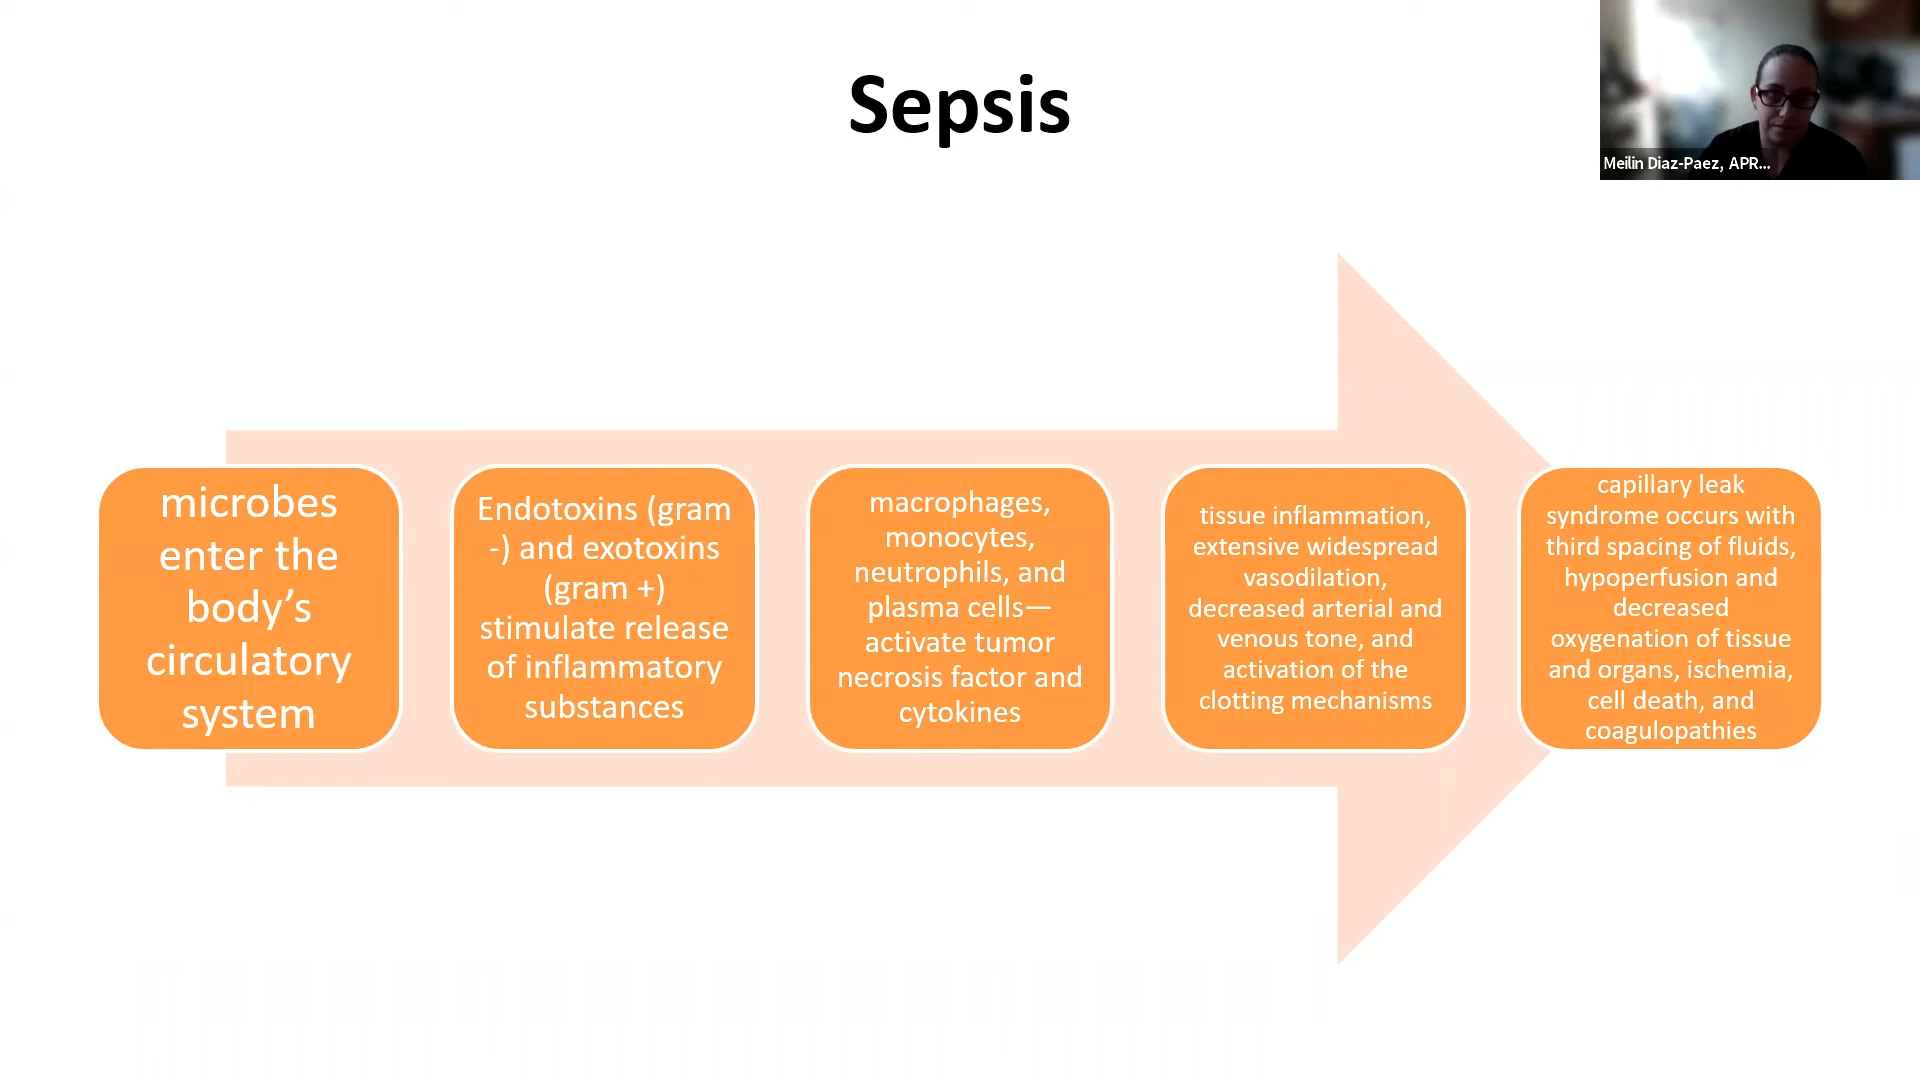 Sepsis
Meilin Diaz-Paez, APR...
microbes
enter the
body’s
circulatory
system
Endotoxins (gram
-) and exotoxins
(gram +)
stimulate release
of inflammatory
substances
macrophages,
monocytes,
neutrophils, and
plasma cells—
activate tumor
necrosis factor and
cytokines
tissue inflammation,
extensive widespread
vasodilation,
decreased arterial and
venous tone, and
activation of the
clotting mechanisms
capillary leak
syndrome occurs with
third spacing of fluids,
hypoperfusion and
decreased
oxygenation of tissue
and organs, ischemia,
cell death, and
coagulopathies